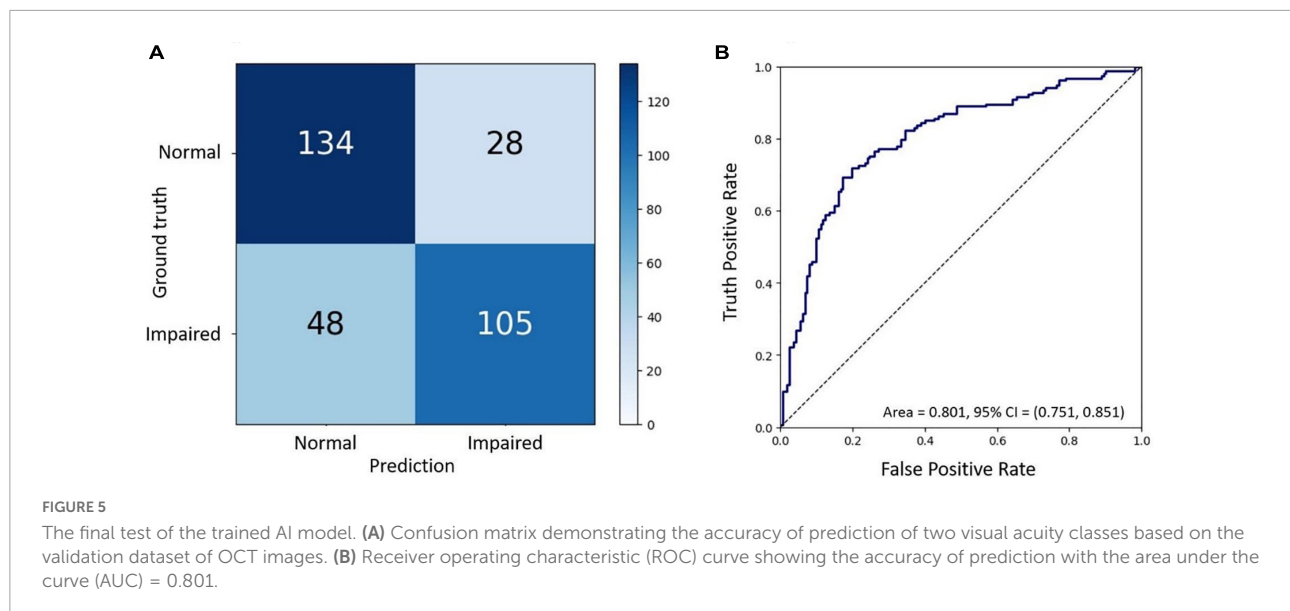 A
Normal
Impaired
Ground truth
134
28
48
105
Normal
Impaired
Prediction
120
100
80
60
40
20
0
B
1.0
0.8
0.6
0.4
0.2
0.0
Truth Positive Rate
Area = 0.801, 95% CI = (0.751, 0.851)
0.0
0.2
0.4
0.6
0.8
1.0
False Positive Rate
FIGURE 5
The final test of the trained AI model. (A) Confusion matrix demonstrating the accuracy of prediction of two visual acuity classes based on the
validation dataset of OCT images. (B) Receiver operating characteristic (ROC) curve showing the accuracy of prediction with the area under the
curve (AUC) = 0.801.